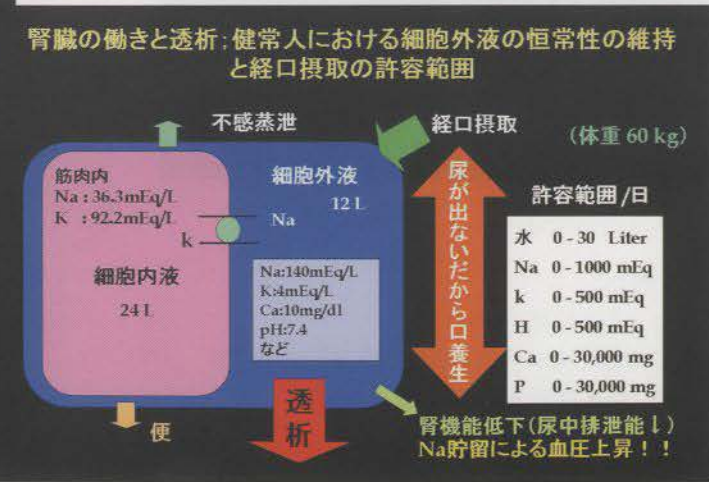 腎臓の働きと透析：健常人における細胞外液の恒常性の維持
と経口摂取の許容範囲
不感蒸泄
経口摂取
(体重 60 kg)
筋肉内
Na : 36.3mEq/L
K : 92.2mEq/L
k
細胞内液
24 L
細胞外液
12 L
Na
Na:140mEq/L
K:4mEq/L
Ca:10mg/dl
pH:7.4
など
尿が出ないだから口養生
許容範囲/日
水 0 - 30 Liter
Na 0 - 1000 mEq
k 0 - 500 mEq
H 0 - 500 mEq
Ca 0 - 30,000 mg
P 0 - 30,000 mg
便
透析
腎機能低下(尿中排泄能↓)
Na貯留による血圧上昇！！